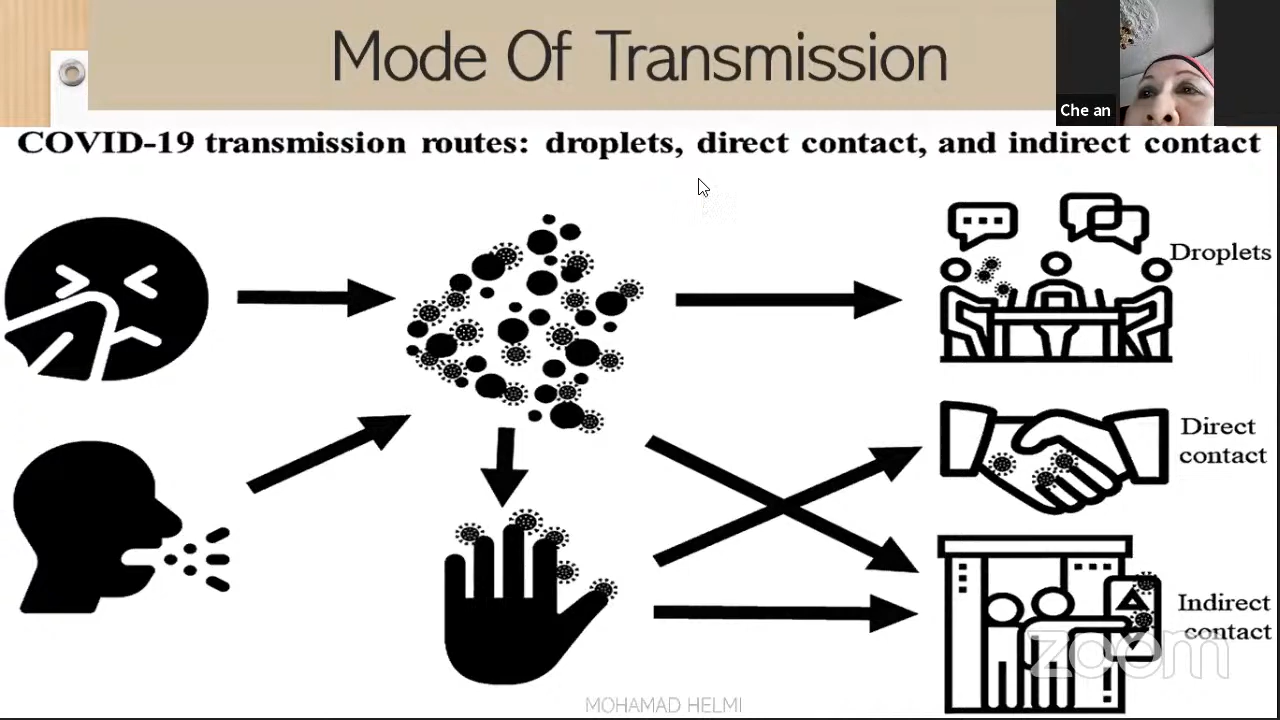 Mode Of Transmission
Che an
COVID-19 transmission routes: droplets, direct contact, and indirect contact
Droplets
Direct
contact
Indirect
contact
zoom
MOHAMAD HELMI